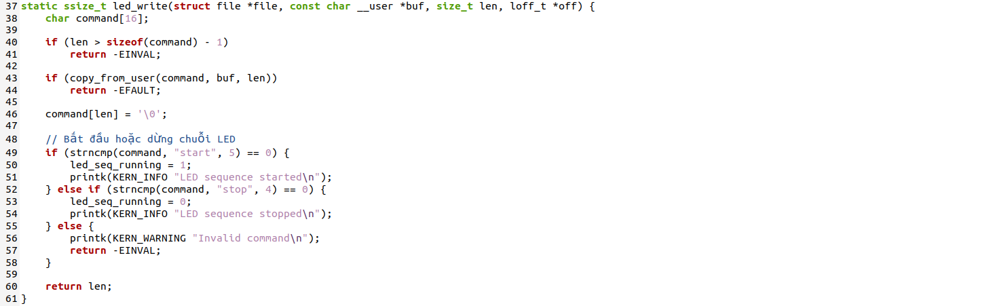 37 static ssize_t led_write(struct file *file, const char __user *buf, size_t len, loff_t *off) {
38     char command[16];
39
40     if (len > sizeof(command) - 1)
41         return -EINVAL;
42
43     if (copy_from_user(command, buf, len))
44         return -EFAULT;
45
46     command[len] = '\0';
47
48     // Bắt đầu hoặc dừng chuỗi LED
49     if (strncmp(command, "start", 5) == 0) {
50         led_seq_running = 1;
51         printk(KERN_INFO "LED sequence started\n");
52     } else if (strncmp(command, "stop", 4) == 0) {
53         led_seq_running = 0;
54         printk(KERN_INFO "LED sequence stopped\n");
55     } else {
56         printk(KERN_WARNING "Invalid command\n");
57         return -EINVAL;
58     }
59
60     return len;
61 }